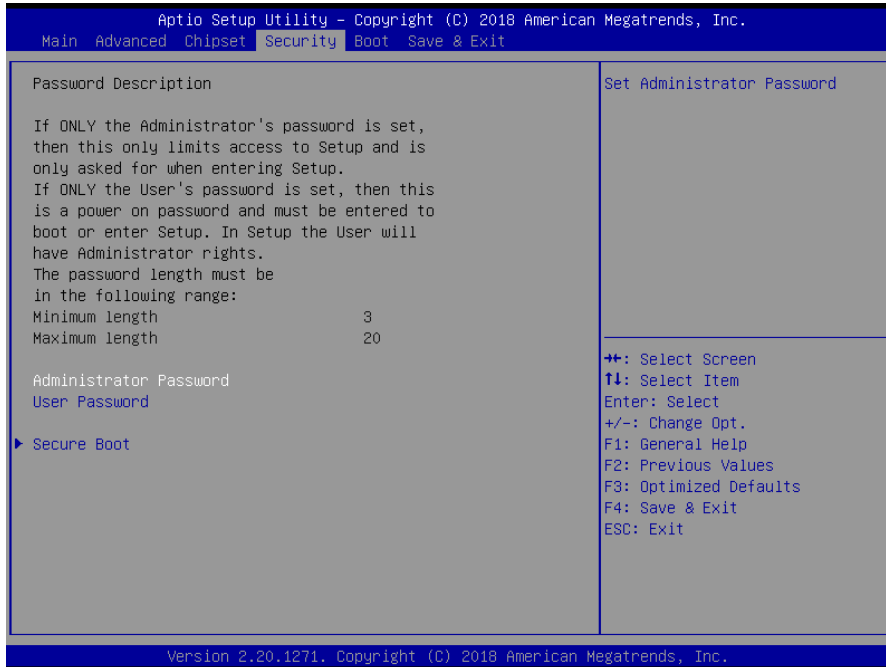 Aptio Setup Utility – Copyright (C) 2018 American Megatrends, Inc.
Main Advanced Chipset Security Boot Save & Exit
Password Description
If ONLY the Administrator's password is set,
then this only limits access to Setup and is
only asked for when entering Setup.
If ONLY the User's password is set, then this
is a power on password and must be entered to
boot or enter Setup. In Setup the User will
have Administrator rights.
The password length must be
in the following range:
Minimum length 3
Maximum length 20
Administrator Password
User Password
Secure Boot
Set Administrator Password
→←: Select Screen
↑↓: Select Item
Enter: Select
+/-: Change Opt.
F1: General Help
F2: Previous Values
F3: Optimized Defaults
F4: Save & Exit
ESC: Exit
Version 2.20.1271. Copyright (C) 2018 American Megatrends, Inc.